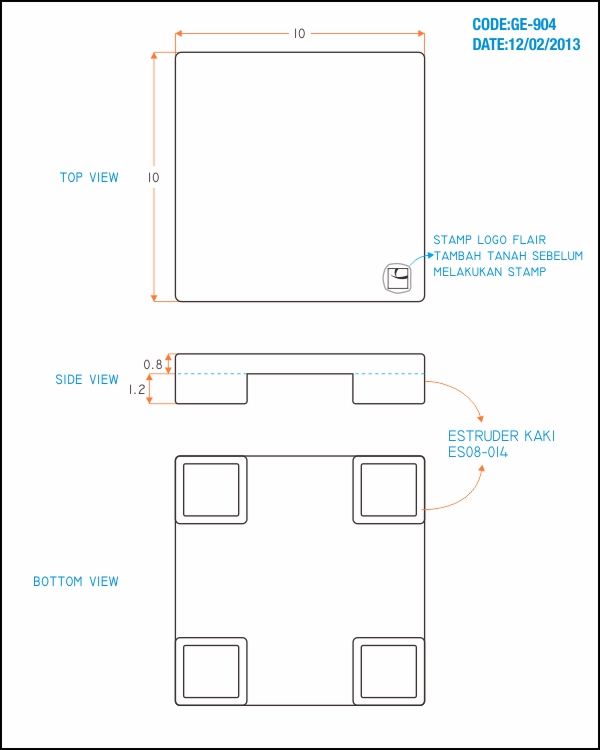 CODE:GE-904
DATE:12/02/2013
10
TOP VIEW
10
STAMP LOGO FLAIR
TAMBAH TANAH SEBELUM
MELAKUKAN STAMP
0.8
SIDE VIEW
1.2
ESTRUDER KAKI
ES08-014
BOTTOM VIEW